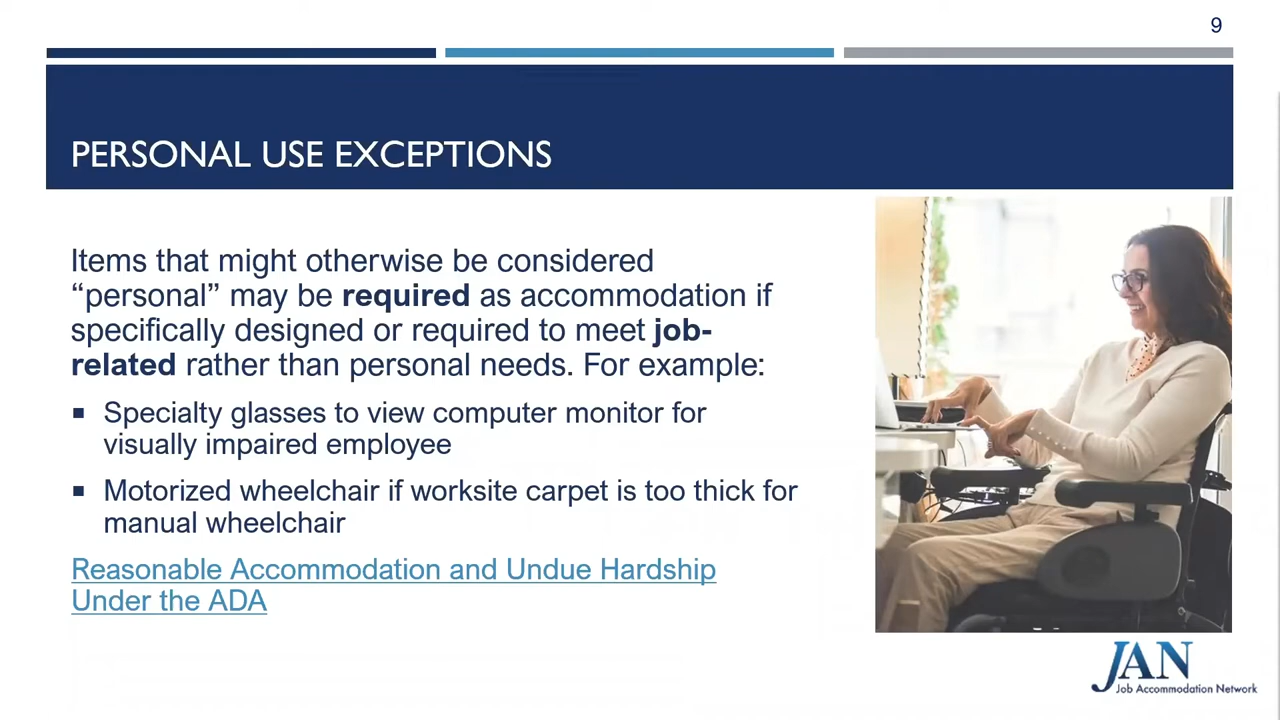 9
PERSONAL USE EXCEPTIONS
Items that might otherwise be considered
“personal” may be required as accommodation if
specifically designed or required to meet job-
related rather than personal needs. For example:
▪ Specialty glasses to view computer monitor for
visually impaired employee
▪ Motorized wheelchair if worksite carpet is too thick for
manual wheelchair
Reasonable Accommodation and Undue Hardship
Under the ADA
JAN
Job Accommodation Network